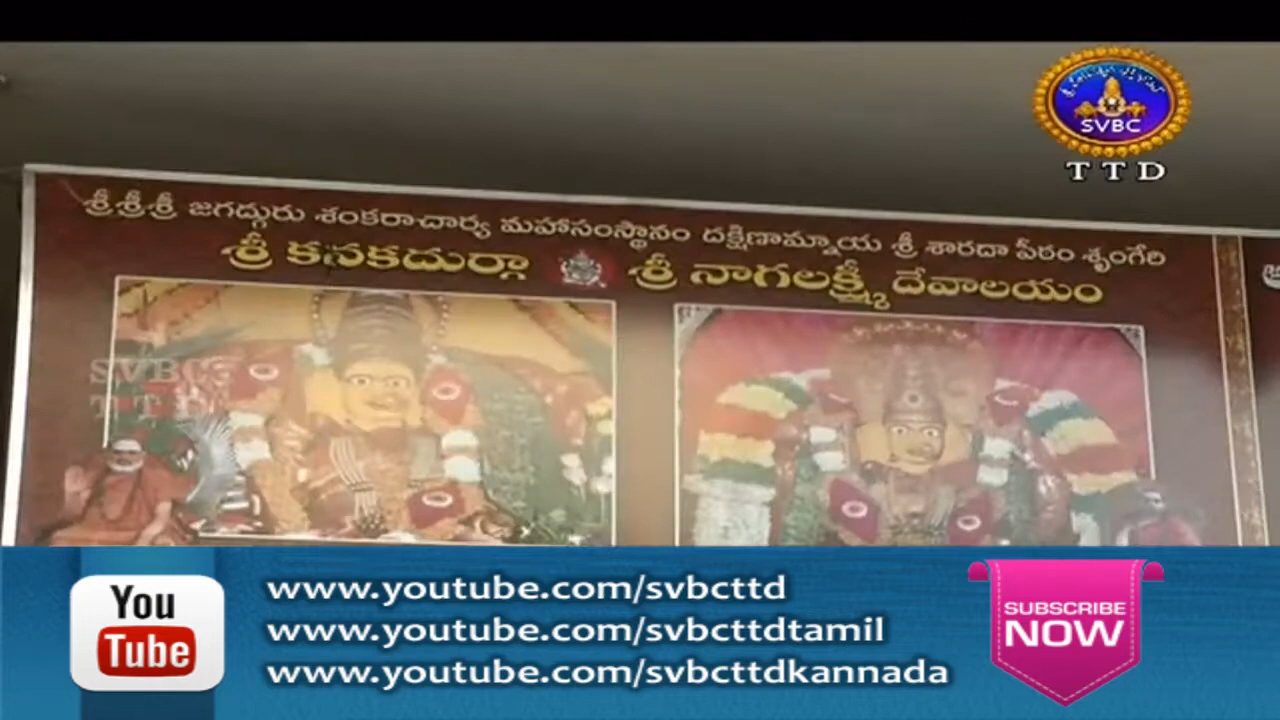 SVBC
T T D
శ్రీశ్రీశ్రీ జగద్గురు శంకరాచార్య మహాసంస్థానం దక్షిణామ్నాయ శ్రీ శారదా పీఠం శృంగేరి
శ్రీ కనకదుర్గా శ్రీ నాగలక్ష్మి దేవాలయం
SVBC
T T D
You
Tube
www.youtube.com/svbcttd
www.youtube.com/svbcttdtamil
www.youtube.com/svbcttdkannada
SUBSCRIBE
NOW